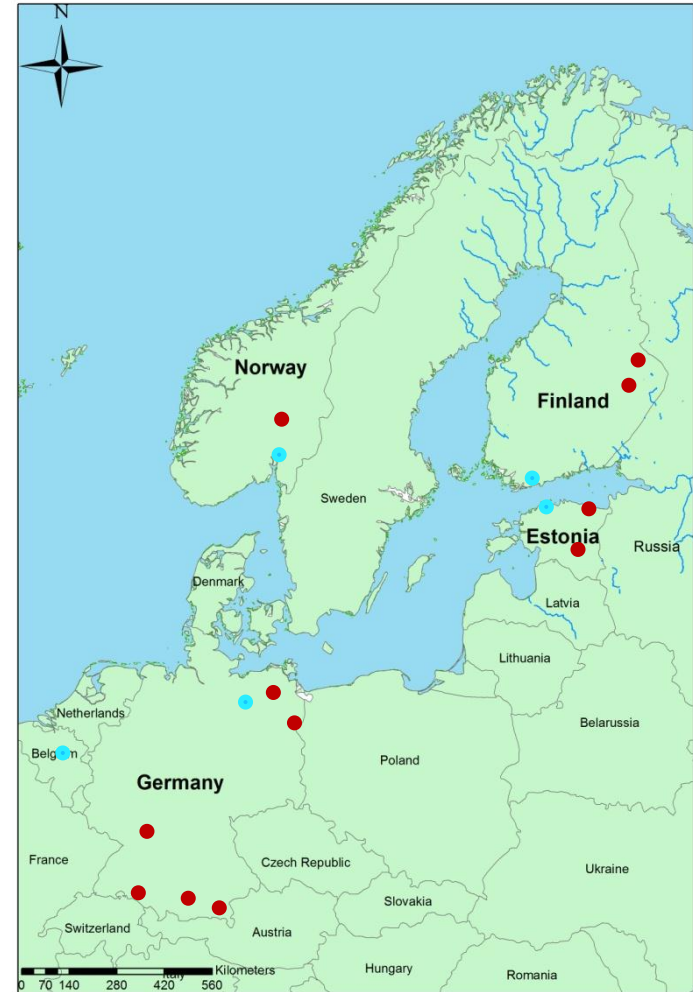 N
Norway
Finland
Sweden
Estonia
Russia
Denmark
Latvia
Lithuania
Netherlands
Belarussia
Belgium
Poland
Germany
France
Czech Republic
Ukraine
Slovakia
Switzerland
Austria
Hungary
Italy
Kilometers
Romania
0 70 140 280 420 560